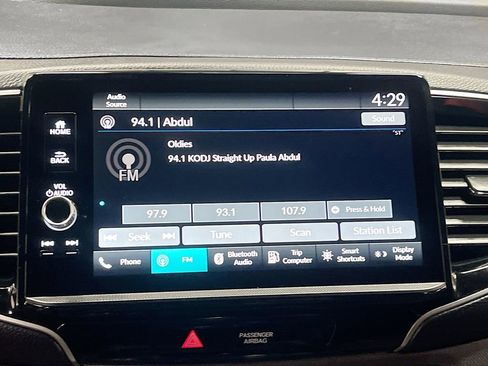 Audio
Source
4:29
HOME
94.1 | Abdul
Sound
"ST"
BACK
Oldies
94.1 KODJ Straight Up Paula Abdul
FM
VOL
AUDIO
97.9
93.1
107.9
Press & Hold
Seek
Tune
Scan
Station List
Phone
FM
Bluetooth
Audio
Trip
Computer
Smart
Shortcuts
Display
Mode
PASSENGER
AIRBAG